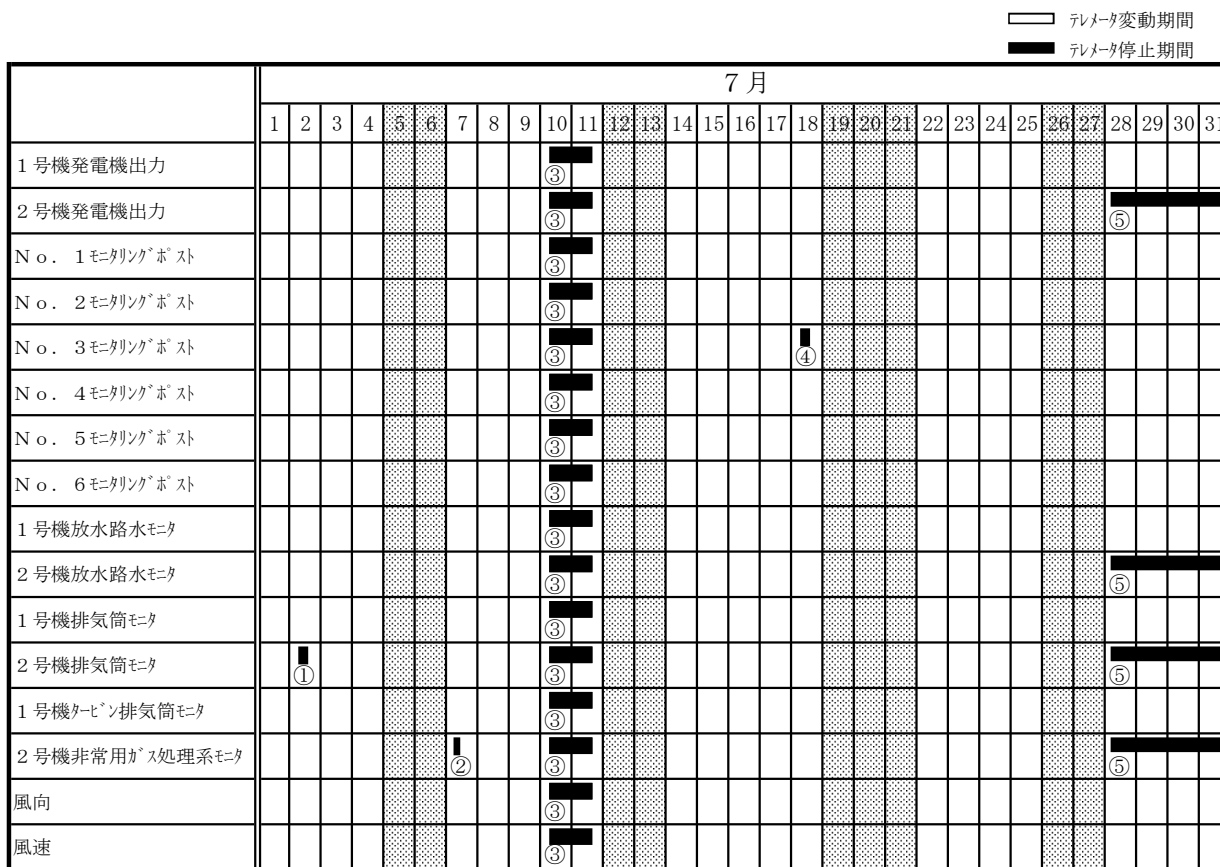 テレメータ変動期間
テレメータ停止期間
7月
1 2 3 4 5 6 7 8 9 10 11 12 13 14 15 16 17 18 19 20 21 22 23 24 25 26 27 28 29 30 31
1号機発電機出力 ③
2号機発電機出力 ③ ⑤
No. 1モニタリングポスト ③
No. 2モニタリングポスト ③
No. 3モニタリングポスト ③ ④
No. 4モニタリングポスト ③
No. 5モニタリングポスト ③
No. 6モニタリングポスト ③
1号機放水路水モニタ ③
2号機放水路水モニタ ③ ⑤
1号機排気筒モニタ ③
2号機排気筒モニタ ① ③ ⑤
1号機タービン排気筒モニタ ③
2号機非常用ガス処理系モニタ ② ③ ⑤
風向 ③
風速 ③